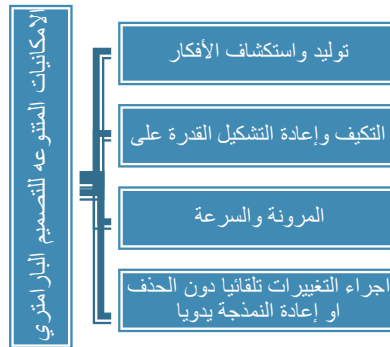 الامكانيات المتنوعه للتصميم البارامتري
توليد واستكشاف الأفكار
التكيف وإعادة التشكيل القدرة على
المرونة والسرعة
اجراء التغييرات تلقائيا دون الحذف
او إعادة النمذجة يدويا